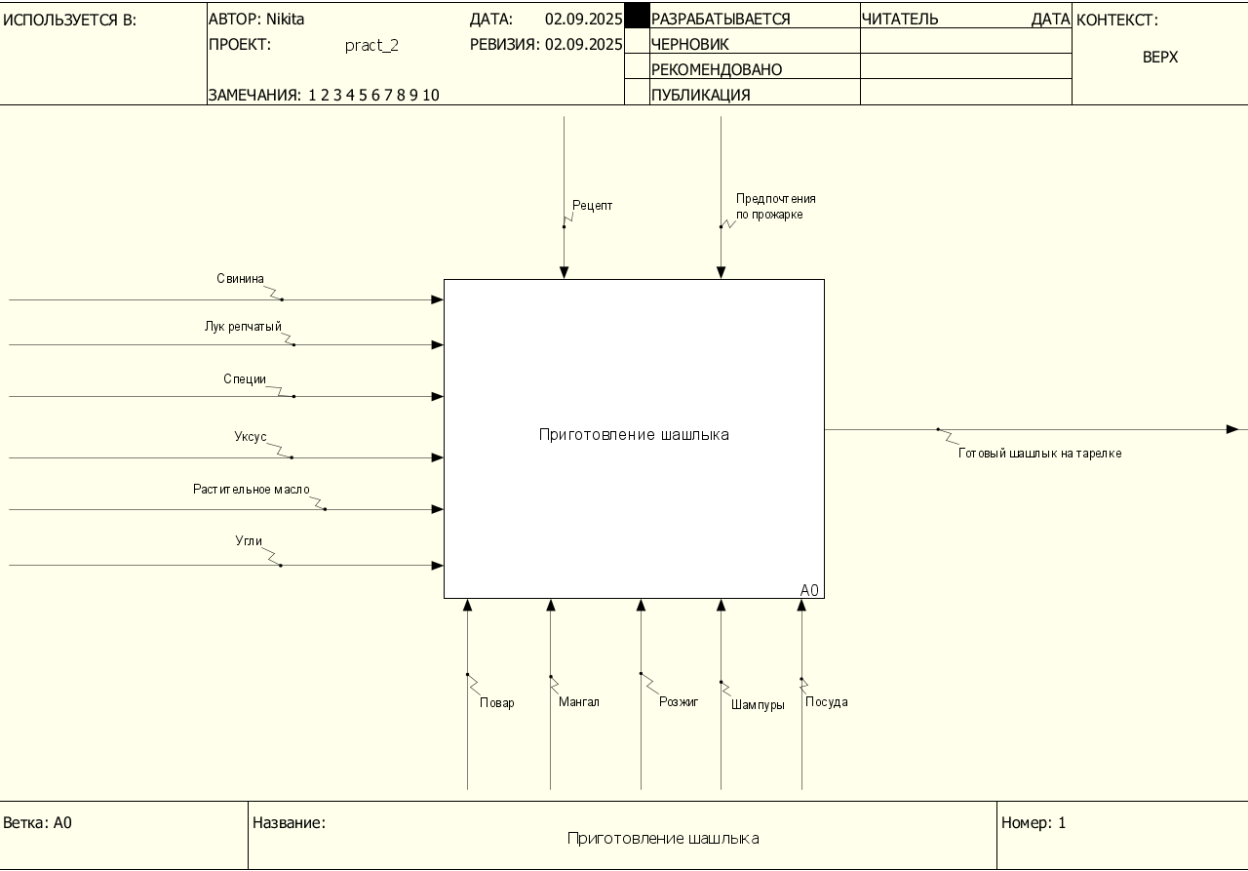 ИСПОЛЬЗУЕТСЯ В:
АВТОР: Nikita
ДАТА: 02.09.2025
РАЗРАБАТЫВАЕТСЯ
ЧИТАТЕЛЬ
ДАТА
КОНТЕКСТ:
ПРОЕКТ: pract_2
РЕВИЗИЯ: 02.09.2025
ЧЕРНОВИК
ВЕРХ
РЕКОМЕНДОВАНО
ЗАМЕЧАНИЯ: 1 2 3 4 5 6 7 8 9 10
ПУБЛИКАЦИЯ
Рецепт
Предпочтения
по прожарке
Свинина
Лук репчатый
Специи
Уксус
Растительное масло
Угли
Приготовление шашлыка
A0
Готовый шашлык на тарелке
Повар
Мангал
Розжиг
Шампуры
Посуда
Ветка: A0
Название:
Приготовление шашлыка
Номер: 1